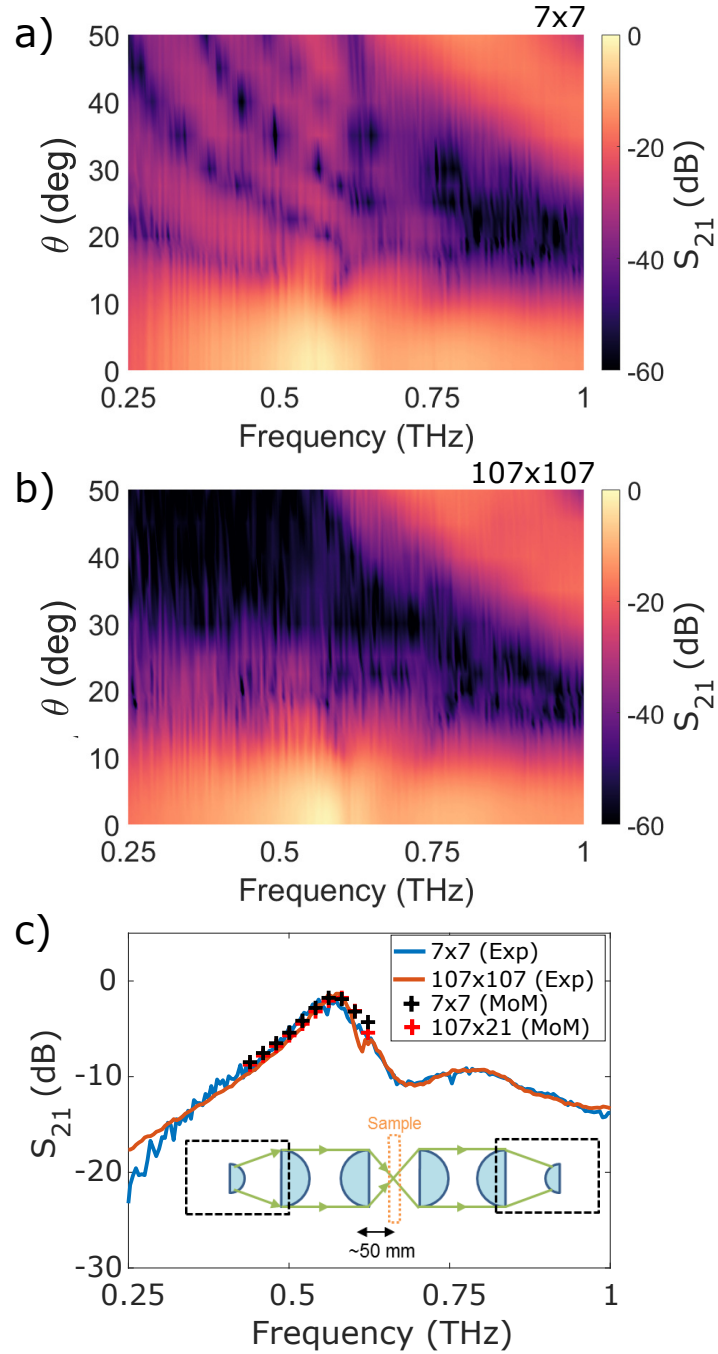 a)
7x7
50
40
30
20
10
0
θ (deg)
0.25
0.5
0.75
1
Frequency (THz)
0
-20
-40
-60
S21 (dB)
b)
107x107
50
40
30
20
10
0
θ (deg)
0.25
0.5
0.75
1
Frequency (THz)
0
-20
-40
-60
S21 (dB)
c)
7x7 (Exp)
107x107 (Exp)
7x7 (MoM)
107x21 (MoM)
0
-10
-20
-30
S21 (dB)
Sample
~50 mm
0.25
0.5
0.75
1
Frequency (THz)